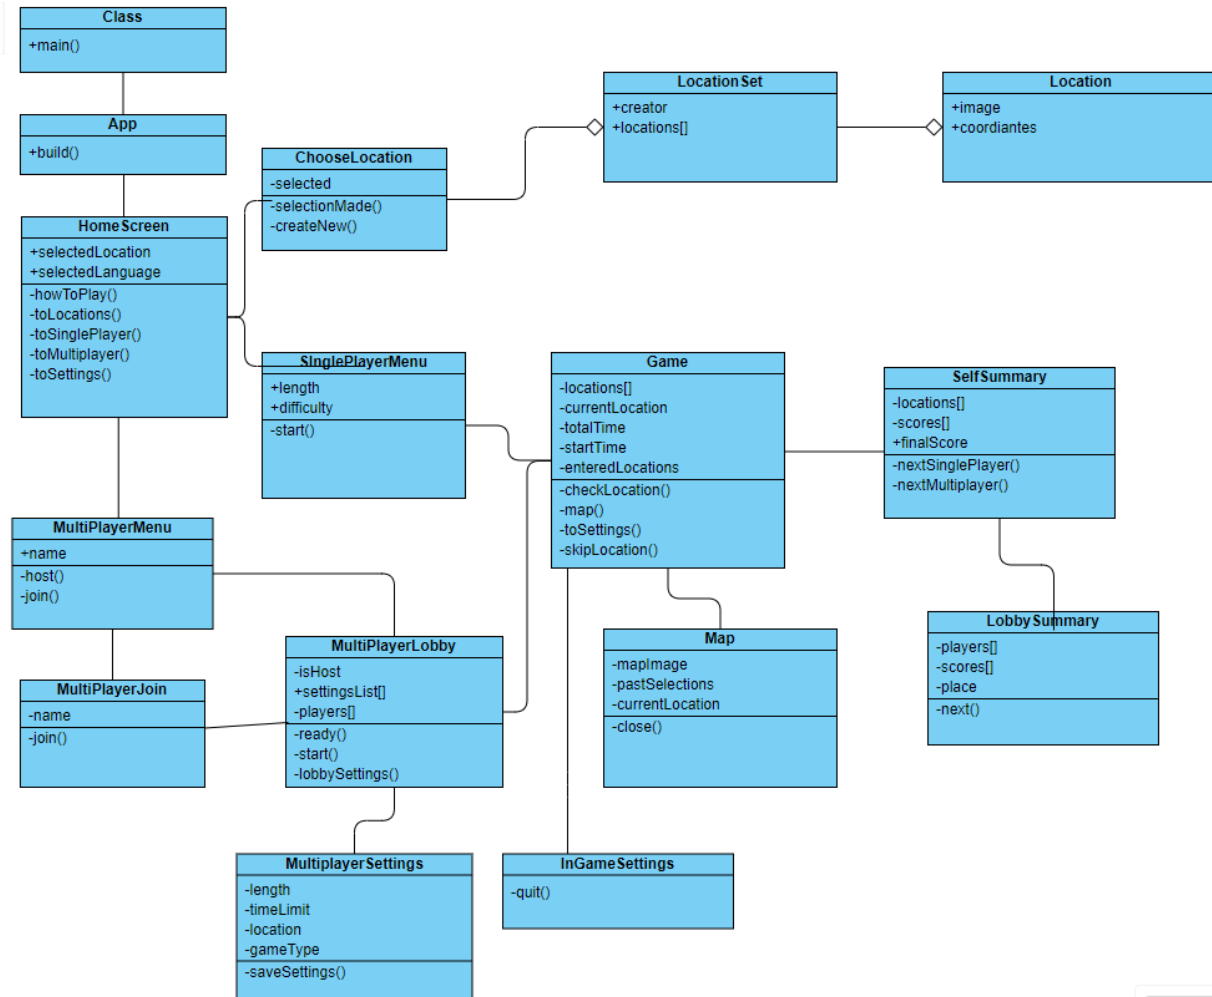 Class
+main()
App
+build()
HomeScreen
+selectedLocation
+selectedLanguage
-howToPlay()
-toLocations()
-toSinglePlayer()
-toMultiplayer()
-toSettings()
ChooseLocation
-selected
-selectionMade()
-createNew()
LocationSet
+creator
+locations[]
Location
+image
+coordiantes
SInglePlayerMenu
+length
+difficulty
-start()
Game
-locations[]
-currentLocation
-totalTime
-startTime
-enteredLocations
-checkLocation()
-map()
-toSettings()
-skipLocation()
SelfSummary
-locations[]
-scores[]
+finalScore
-nextSinglePlayer()
-nextMultiplayer()
MultiPlayerMenu
+name
-host()
-join()
MultiPlayerJoin
-name
-join()
MultiPlayerLobby
-isHost
+settingsList[]
-players[]
-ready()
-start()
-lobbySettings()
Map
-mapImage
-pastSelections
-currentLocation
-close()
LobbySummary
-players[]
-scores[]
-place
-next()
MultiplayerSettings
-length
-timeLimit
-location
-gameType
-saveSettings()
InGameSettings
-quit()